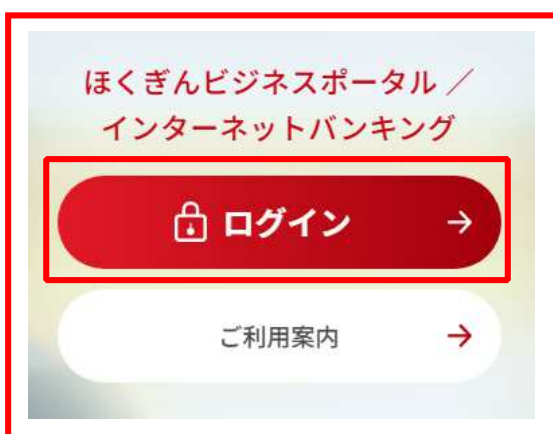 ほくぎんビジネスポータル ／
インターネットバンキング
ログイン
ご利用案内